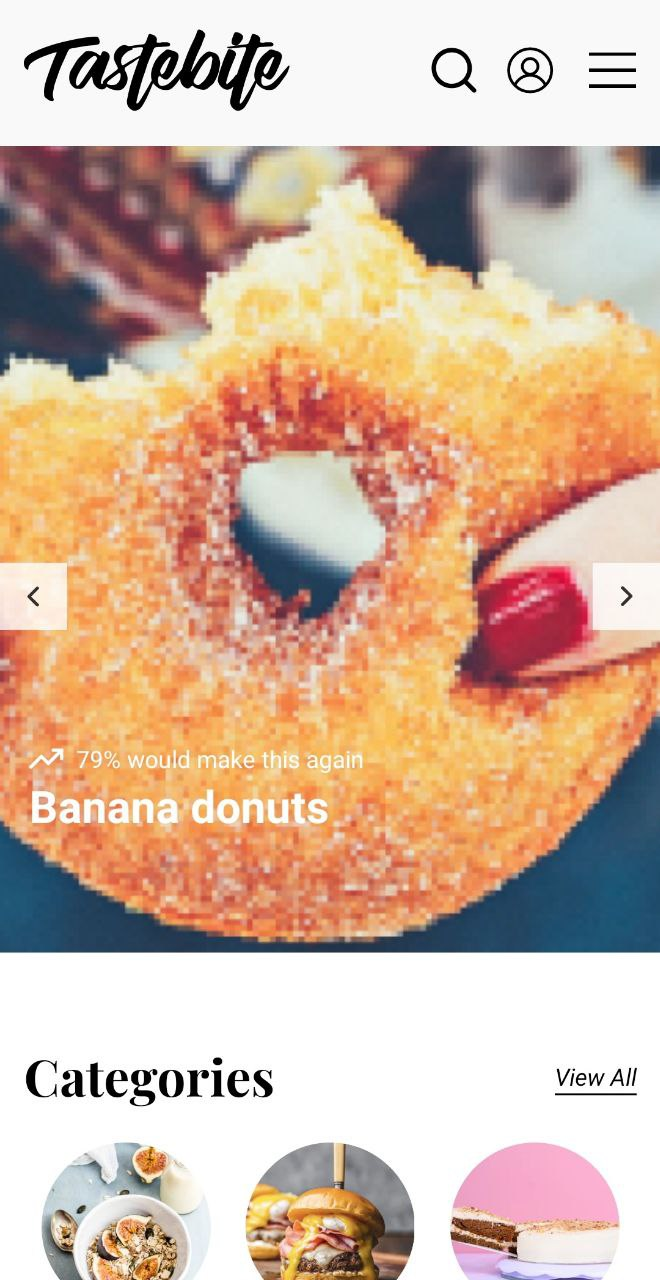 Tastebite
79% would make this again
Banana donuts
Categories
View All